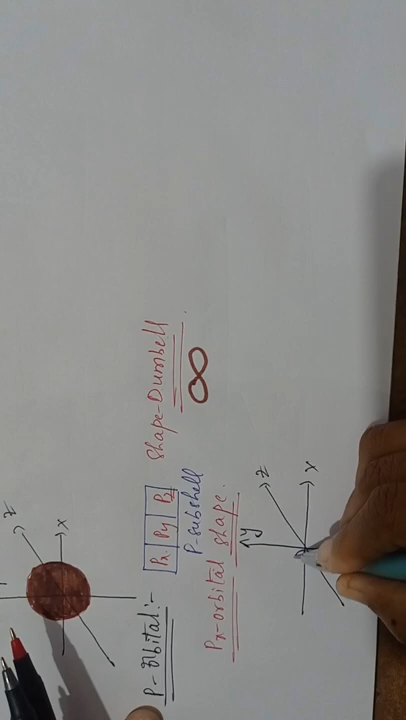 Z
X
P-Orbital:- Px Py Pz Shape-Dumbell
P-subshell
Px-orbital shape.
y
Z
X